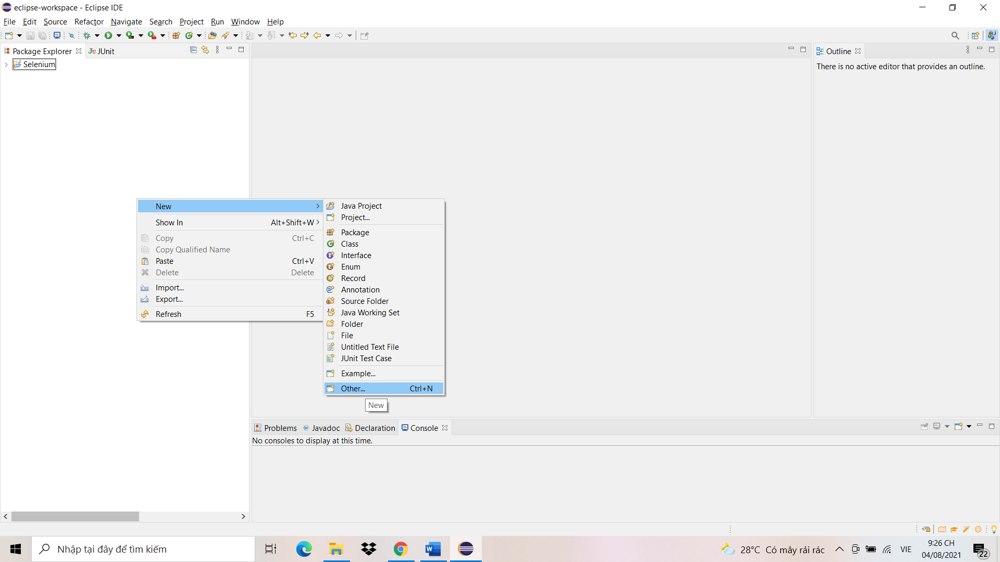 eclipse-workspace - Eclipse IDE
File Edit Source Refactor Navigate Search Project Run Window Help
Package Explorer
JUnit
Selenium
Outline
There is no active editor that provides an outline.
New
Show In Alt+Shift+W
Copy Ctrl+C
Copy Qualified Name
Paste Ctrl+V
Delete Delete
Import...
Export...
Refresh F5
Java Project
Project...
Package
Class
Interface
Enum
Record
Annotation
Source Folder
Java Working Set
Folder
File
Untitled Text File
JUnit Test Case
Example...
Other... Ctrl+N
New
Problems @ Javadoc Declaration Console
No consoles to display at this time.
Nhập tại đây để tìm kiếm
28°C Có mây rải rác
VIE
9:26 CH
04/08/2021
22